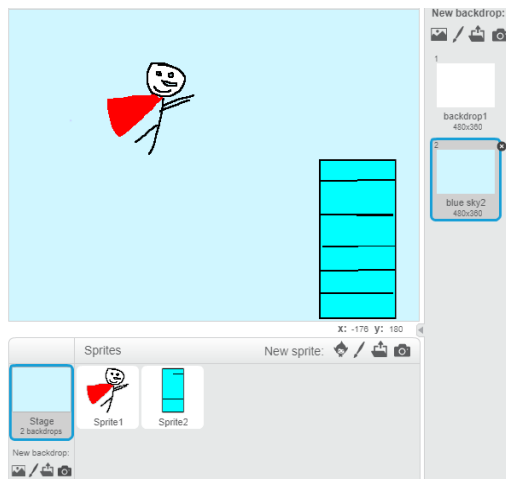 New backdrop:
1
backdrop1
480x360
2
blue sky2
480x360
x: -176 y: 180
Sprites
New sprite:
Stage
2 backdrops
Sprite1
Sprite2
New backdrop: